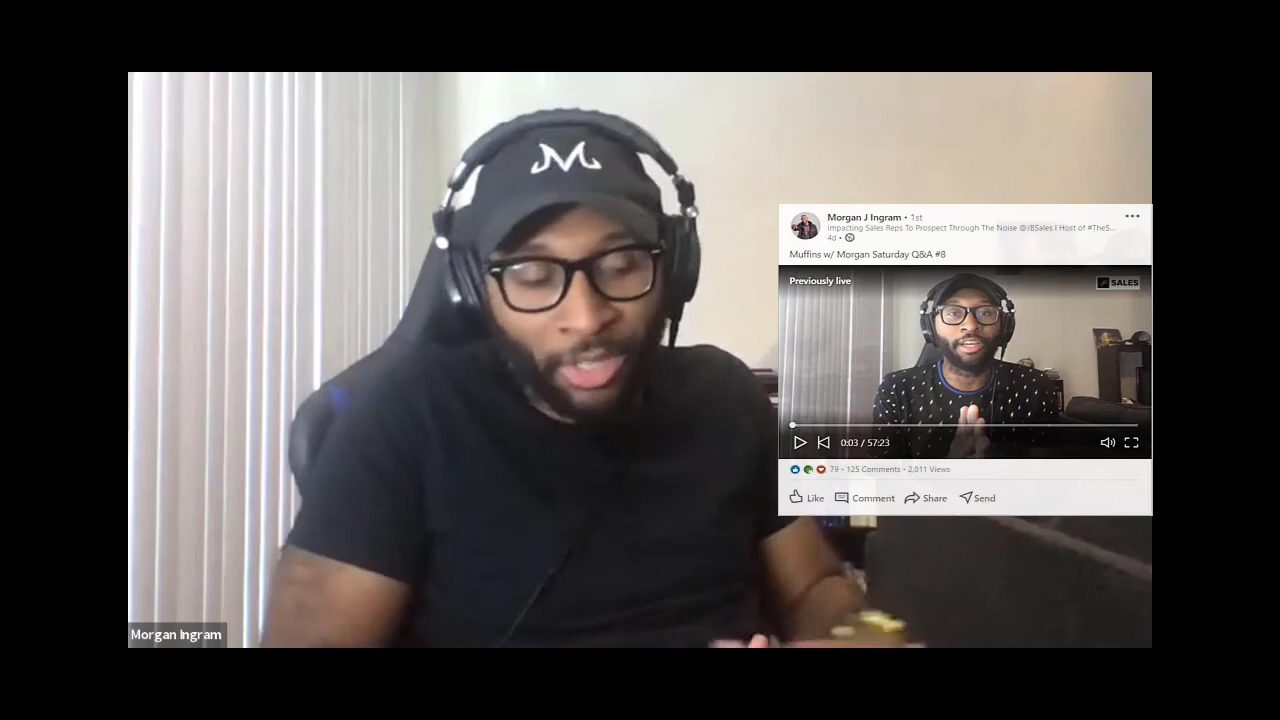 M
Morgan J Ingram • 1st
Impacting Sales Reps To Prospect Through The Noise @JBSales I Host of #TheS...
4d •
Muffins w/ Morgan Saturday Q&A #8
Previously live
SALES
0:03 / 57:23
79 • 125 Comments • 2,011 Views
Like Comment Share Send
Morgan Ingram